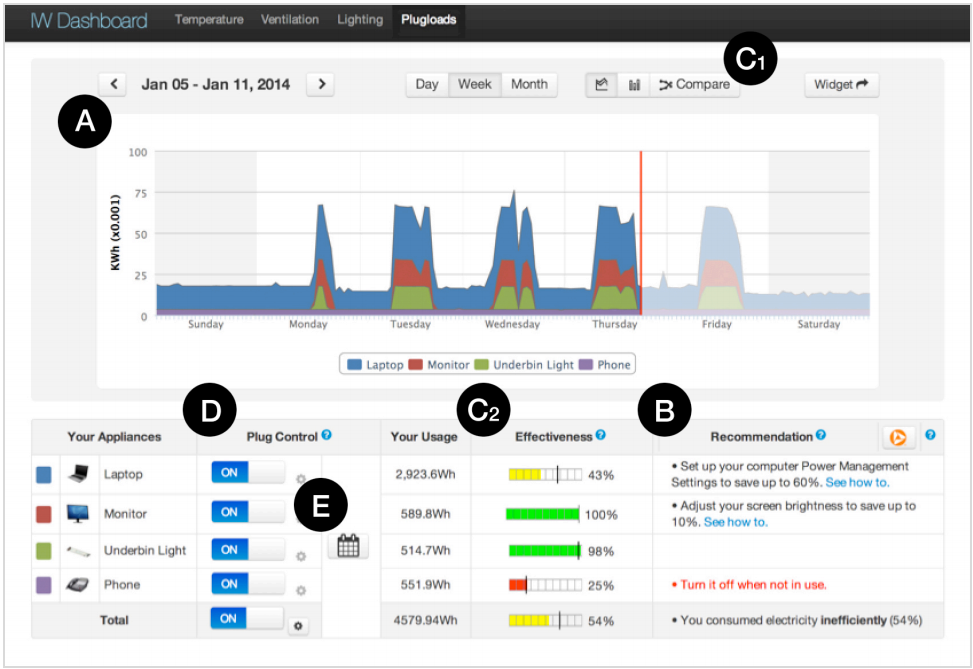 IW Dashboard Temperature Ventilation Lighting Plugloads
C1
Jan 05 - Jan 11, 2014 Day Week Month Compare Widget
A
100
75
50
25
0
KWh (x0.001)
Sunday Monday Tuesday Wednesday Thursday Friday Saturday
Laptop Monitor Underbin Light Phone
D C2 B
Your Appliances Plug Control ? Your Usage Effectiveness ? Recommendation ? ?
Laptop ON 2,923.6Wh 43% • Set up your computer Power Management
Settings to save up to 60%. See how to.
E
Monitor ON 589.8Wh 100% • Adjust your screen brightness to save up to
10%. See how to.
Underbin Light ON 514.7Wh 98%
Phone ON 551.9Wh 25% • Turn it off when not in use.
Total ON 4579.94Wh 54% • You consumed electricity inefficiently (54%)